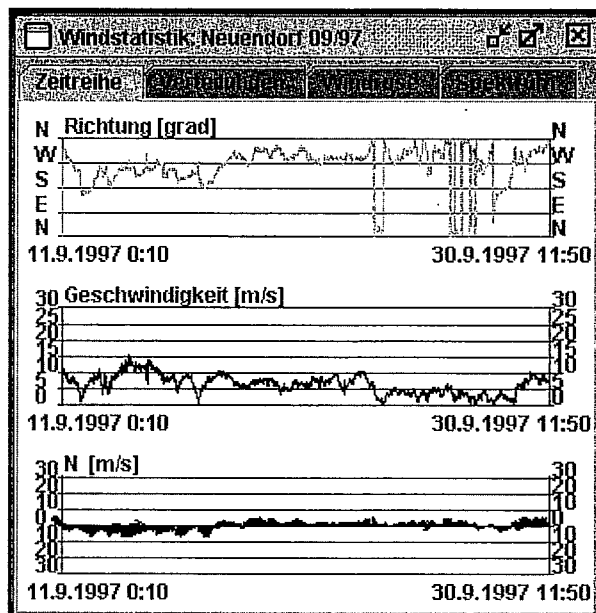 Windstatistik: Neuendorf 09/97
Zeitreihe Verteilungen Windrose Spektrum
N Richtung [grad] N
W W
S S
E E
N N
11.9.1997 0:10 30.9.1997 11:50
30 Geschwindigkeit [m/s] 30
25 25
20 20
15 15
10 10
5 5
0 0
11.9.1997 0:10 30.9.1997 11:50
30 N [m/s] 30
20 20
10 10
0 0
10 10
20 20
30 30
11.9.1997 0:10 30.9.1997 11:50